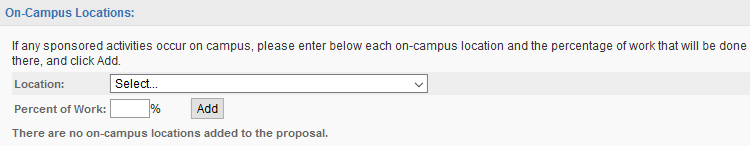 On-Campus Locations:
If any sponsored activities occur on campus, please enter below each on-campus location and the percentage of work that will be done
there, and click Add.
Location: Select...
Percent of Work: % Add
There are no on-campus locations added to the proposal.